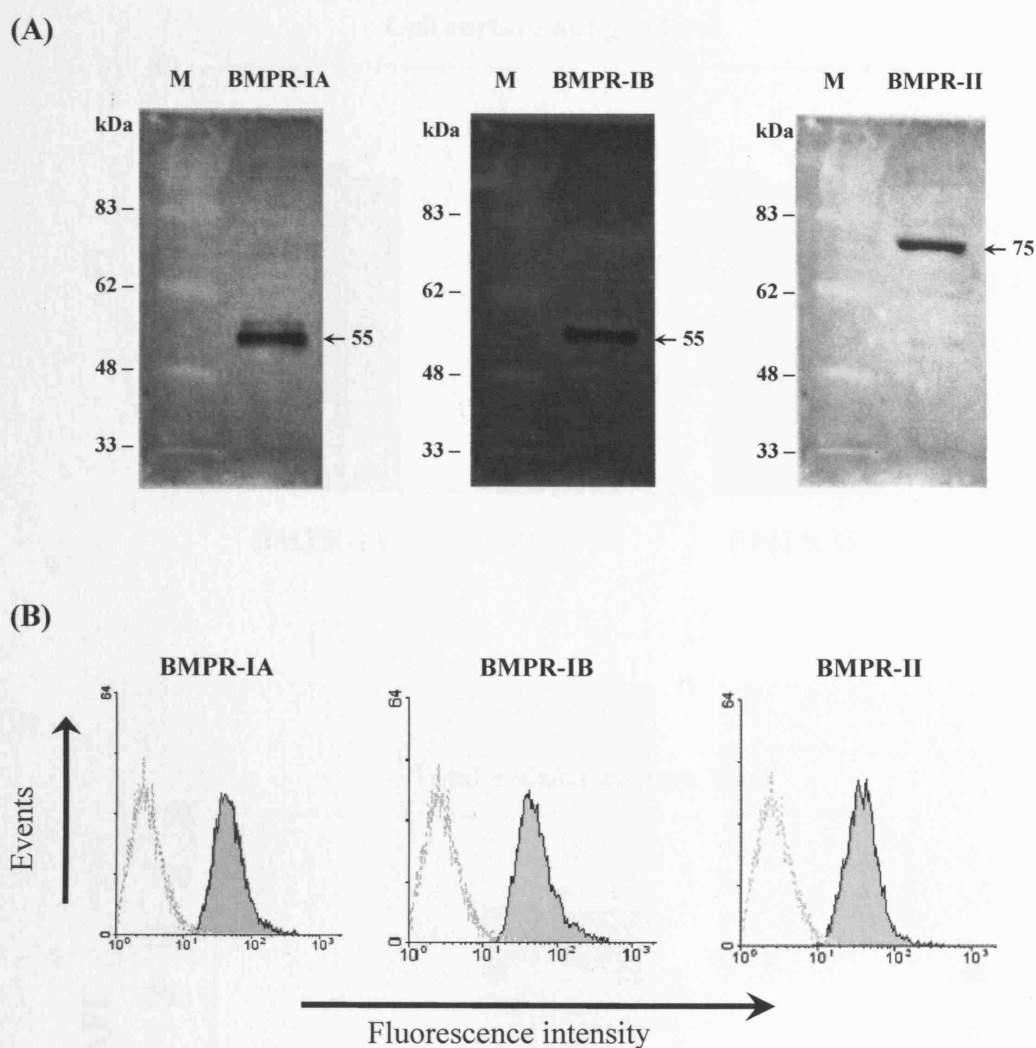 (A)
M BMPR-IA
kDa
83 –
62 –
48 –
33 –
← 55
M BMPR-IB
kDa
83 –
62 –
48 –
33 –
← 55
M BMPR-II
kDa
83 –
62 –
48 –
33 –
← 75
(B)
BMPR-IA
64
0
10⁰ 10¹ 10² 10³
BMPR-IB
64
0
10⁰ 10 10² 10³
BMPR-II
64
0
10⁰ 10¹ 10² 10³
Events
Fluorescence intensity